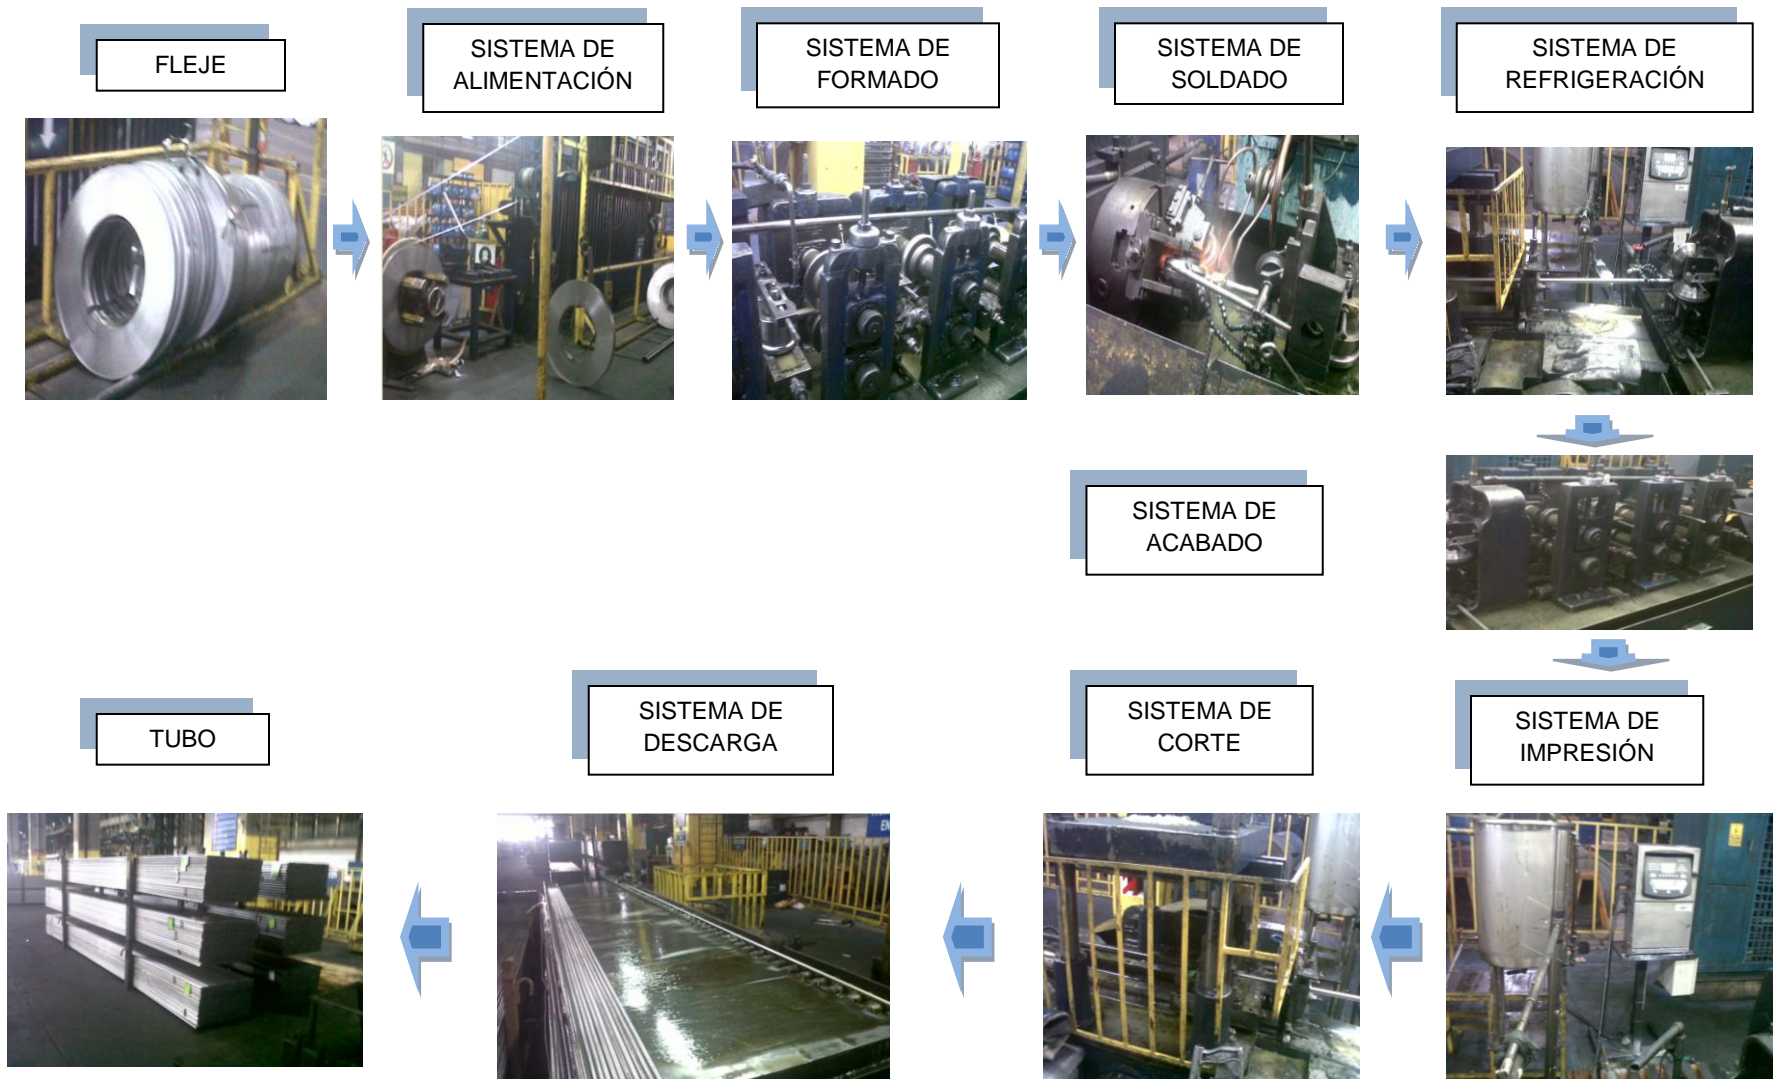 FLEJE
SISTEMA DE
ALIMENTACIÓN
SISTEMA DE
FORMADO
SISTEMA DE
SOLDADO
SISTEMA DE
REFRIGERACIÓN
SISTEMA DE
ACABADO
SISTEMA DE
IMPRESIÓN
SISTEMA DE
CORTE
SISTEMA DE
DESCARGA
TUBO